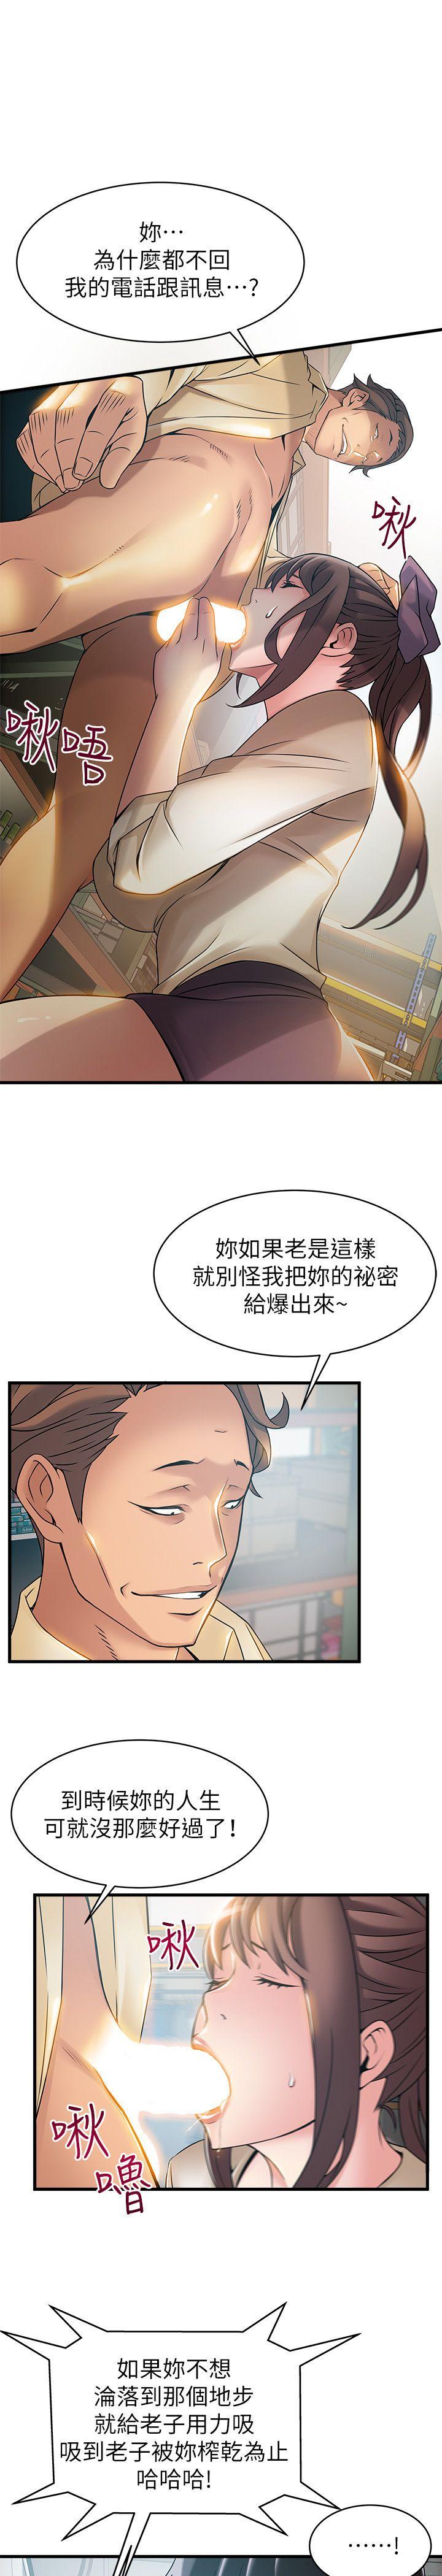 妳⋯
為什麼都不回
我的電話跟訊息⋯?
啾
啾唔
妳如果老是這樣
就別怪我把妳的祕密
給爆出來~
到時候妳的人生
可就沒那麼好過了!
啾
啾
嚕
如果妳不想
淪落到那個地步
就給老子用力吸
吸到老子被妳榨乾為止
哈哈哈!
⋯⋯!